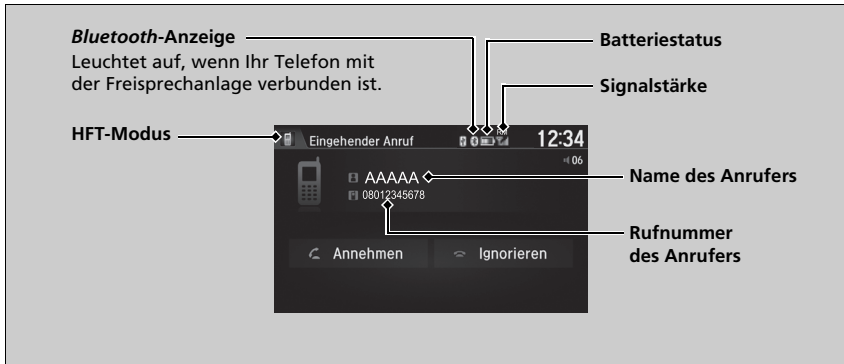 Bluetooth-Anzeige
Leuchtet auf, wenn Ihr Telefon mit
der Freisprechanlage verbunden ist.
HFT-Modus
Batteriestatus
Signalstärke
Name des Anrufers
Rufnummer
des Anrufers
Eingehender Anruf
12:34
06
AAAAA
08012345678
Annehmen
Ignorieren